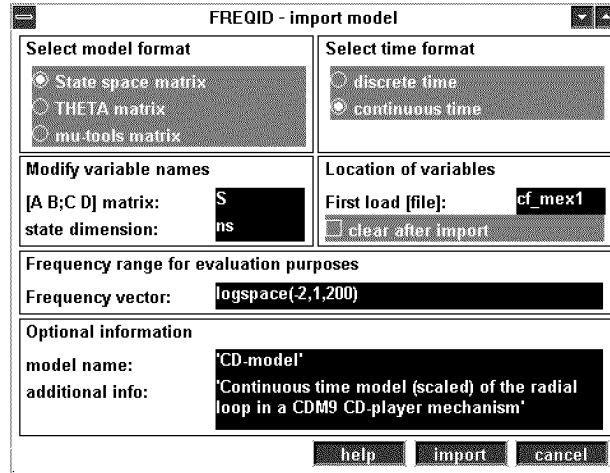 FREQID - import model
Select model format
State space matrix
THETA matrix
mu-tools matrix
Select time format
discrete time
continuous time
Modify variable names
[A B;C D] matrix: S
state dimension: ns
Location of variables
First load [file]: cf_mex1
clear after import
Frequency range for evaluation purposes
Frequency vector: logspace(-2,1,200)
Optional information
model name: 'CD-model'
additional info: 'Continuous time model (scaled) of the radial
loop in a CDM9 CD-player mechanism'
help import cancel